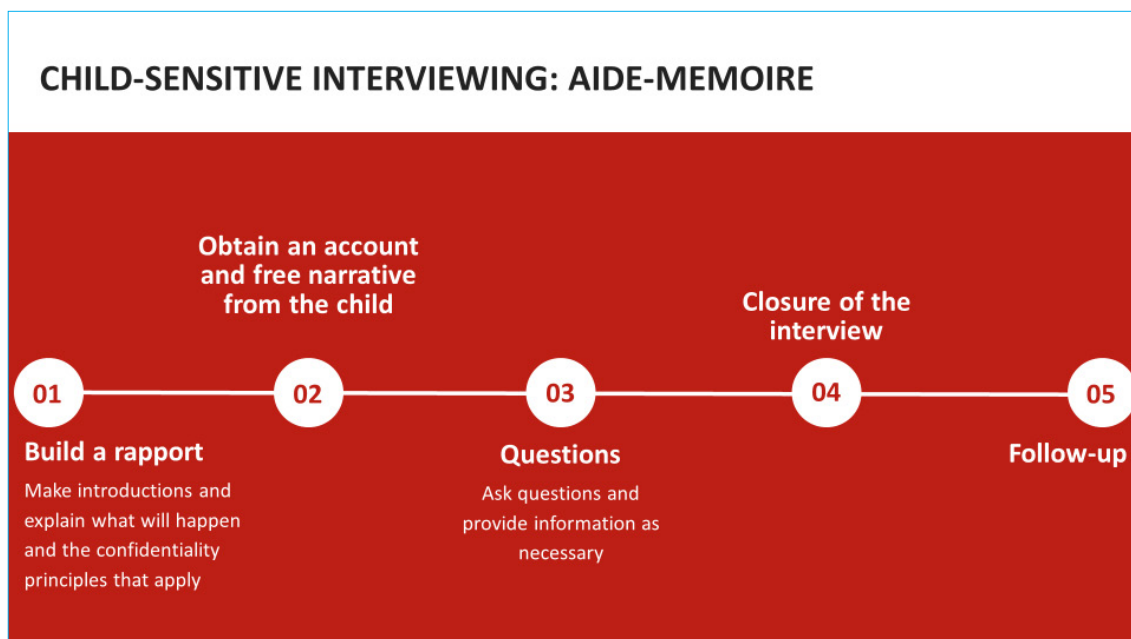 CHILD-SENSITIVE INTERVIEWING: AIDE-MEMOIRE
01
Build a rapport
Make introductions and
explain what will happen
and the confidentiality
principles that apply
Obtain an account
and free narrative
from the child
02
03
Questions
Ask questions and
provide information as
necessary
Closure of the
interview
04
05
Follow-up